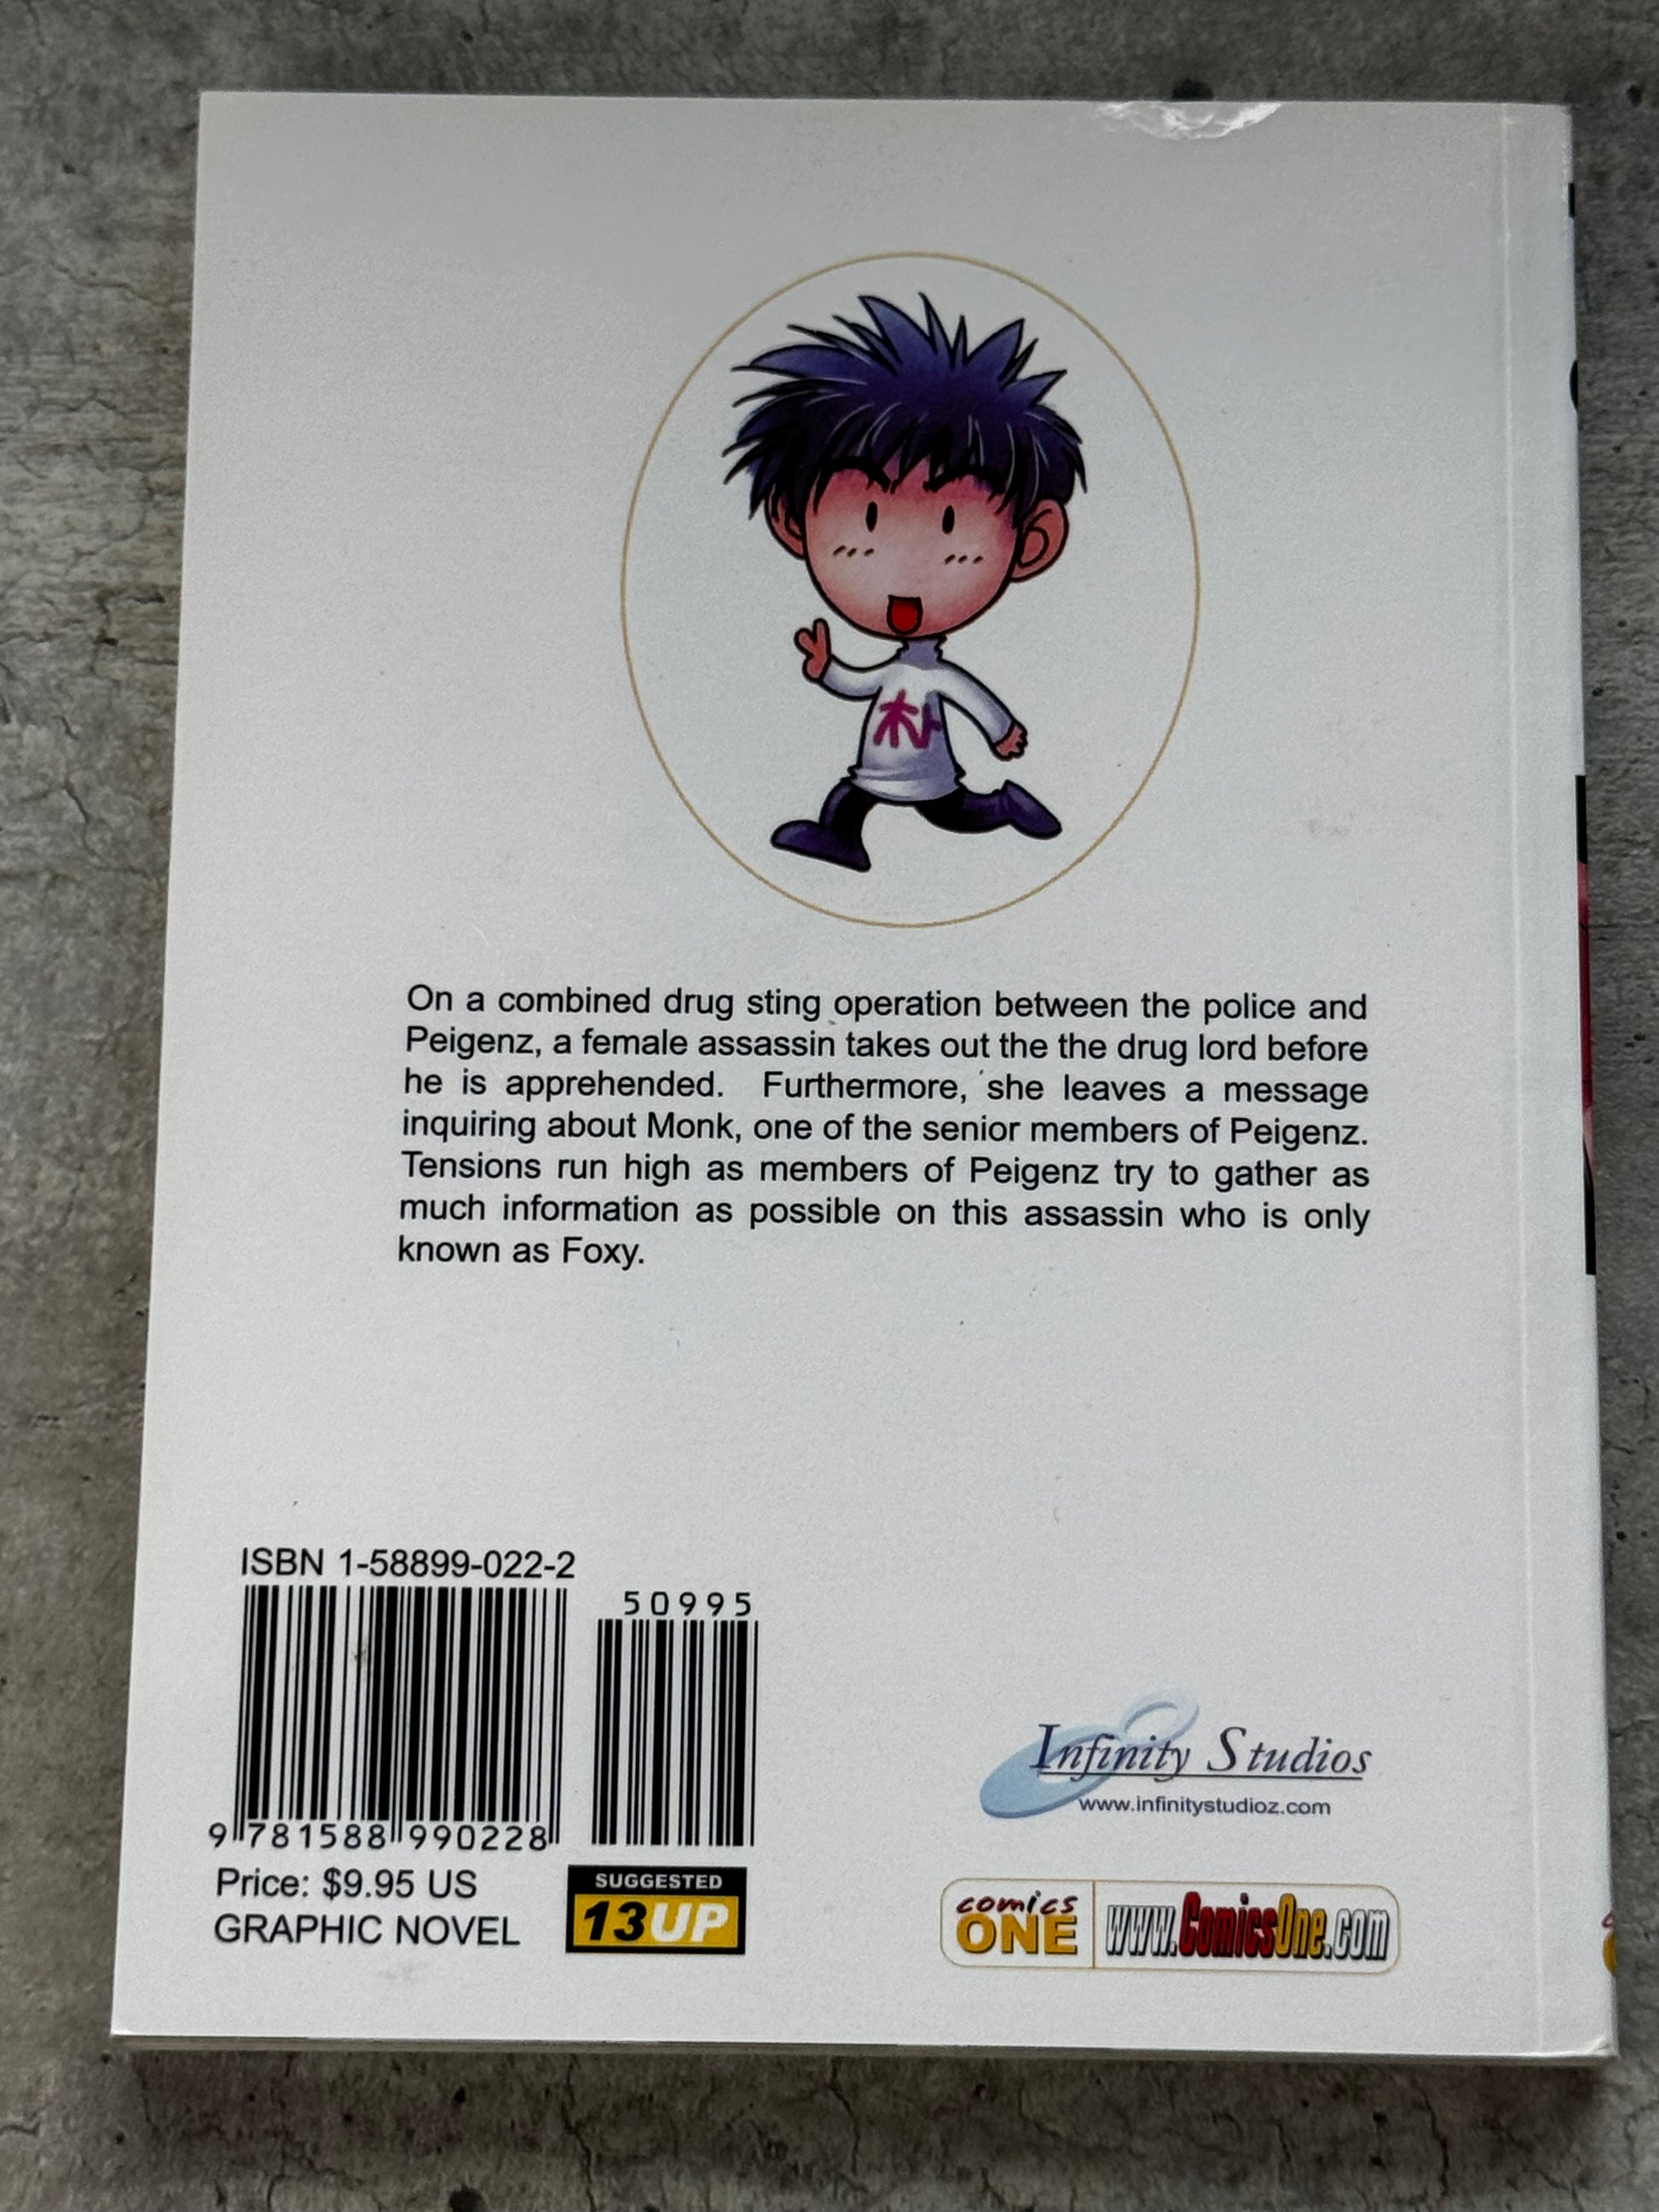 朴
On a combined drug sting operation between the police and
Peigenz, a female assassin takes out the the drug lord before
he is apprehended. Furthermore, she leaves a message
inquiring about Monk, one of the senior members of Peigenz.
Tensions run high as members of Peigenz try to gather as
much information as possible on this assassin who is only
known as Foxy.
ISBN 1-58899-022-2
50995
9 781588 990228
Price: $9.95 US
GRAPHIC NOVEL
SUGGESTED
13UP
Infinity Studios
www.infinitystudioz.com
comics
ONE
www.ComicsOne.com